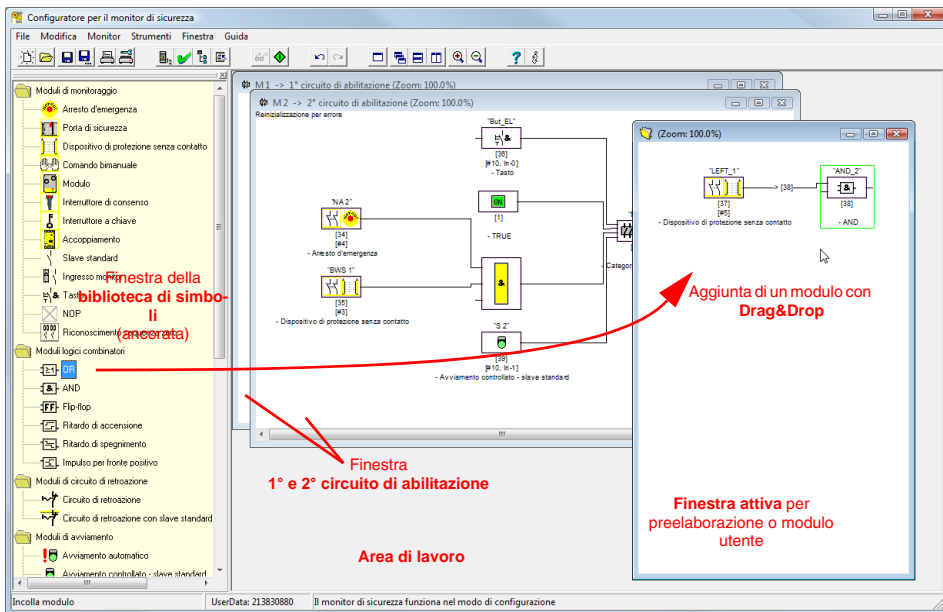 Configuratore per il monitor di sicurezza
File Modifica Monitor Strumenti Finestra Guida
Moduli di monitoraggio
Arresto d'emergenza
Porta di sicurezza
Dispositivo di protezione senza contatto
Comando bimanuale
Modulo
Interruttore di consenso
Interruttore a chiave
Accoppiamento
Slave standard
Ingresso
Tasto
NOP
Riconoscimento
Finestra della
biblioteca di simbo-
li
(ancorata)
Moduli logici combinatori
OR
AND
Flip-flop
Ritardo di accensione
Ritardo di spegnimento
Impulso per fronte positivo
Moduli di circuito di retroazione
Circuito di retroazione
Circuito di retroazione con slave standard
Moduli di avviamento
Avviamento automatico
Avviamento controllato - slave standard
M 1 -> 1° circuito di abilitazione (Zoom: 100.0%)
M 2 -> 2° circuito di abilitazione (Zoom: 100.0%)
Reinizializzazione per errore
"But_EL"
[36]
[#10, In-0]
- Tasto
ON
[1]
- TRUE
"NA 2"
[34]
[#4]
- Arresto d'emergenza
"BWS 1"
[35]
[#3]
- Dispositivo di protezione senza contatto
&
- Categor
"S 2"
[39]
[#10, In-1]
- Avviamento controllato - slave standard
(Zoom: 100.0%)
"LEFT_1"
[37]
[#5]
- Dispositivo di protezione senza contatto
-> [38]
"AND_2"
&
[38]
- AND
Aggiunta di un modulo con
Drag&Drop
Finestra
1° e 2° circuito di abilitazione
Finestra attiva per
preelaborazione o modulo
utente
Area di lavoro
Incolla modulo
UserData: 213830880
Il monitor di sicurezza funziona nel modo di configurazione